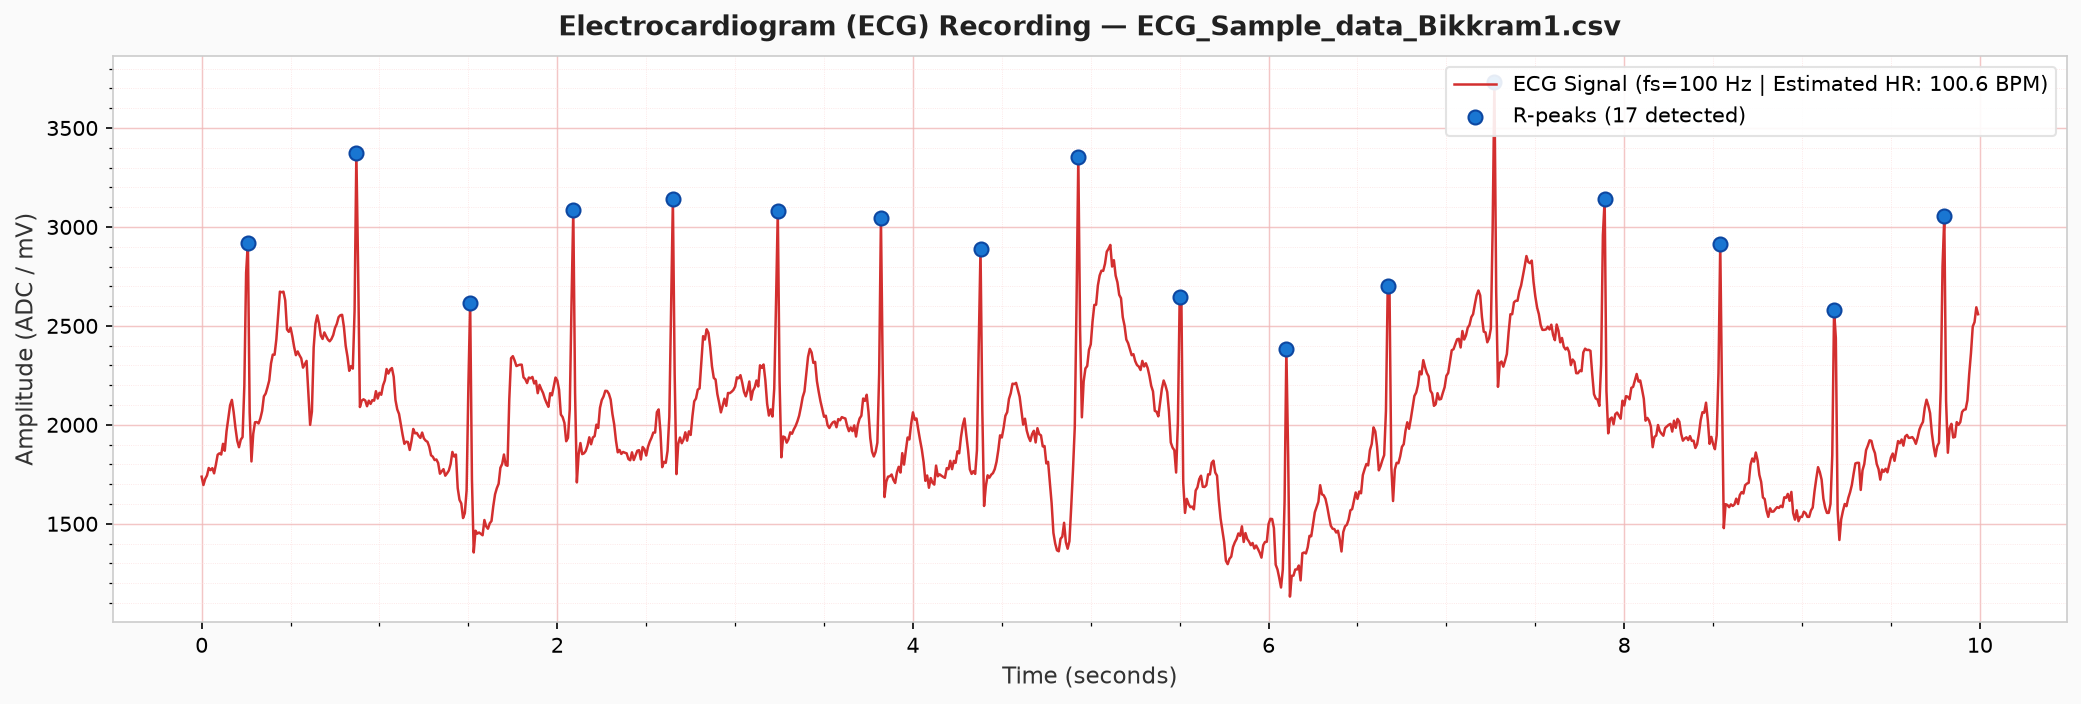 Electrocardiogram (ECG) Recording — ECG_Sample_data_Bikkram1.csv
ECG Signal (fs=100 Hz | Estimated HR: 100.6 BPM)
R-peaks (17 detected)
Amplitude (ADC / mV)
3500
3000
2500
2000
1500
0 2 4 6 8 10
Time (seconds)